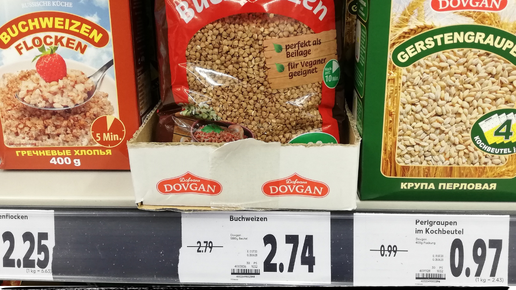 BUCHWEIZEN
FLOCKEN
5 Min.
ГРЕЧНЕВЫЕ ХЛОПЬЯ
400 g
Buchweizen
perfekt als
Beilage
für Veganer
geeignet
DOVGAN
DOVGAN
DOVGAN
GERSTENGRAUPEN
4
KOCHBEUTEL
КРУПА ПЕРЛОВАЯ
enflocken
2.25
Buchweizen
2.79
2.74
Perlgraupen
im Kochbeutel
0.99
0.97